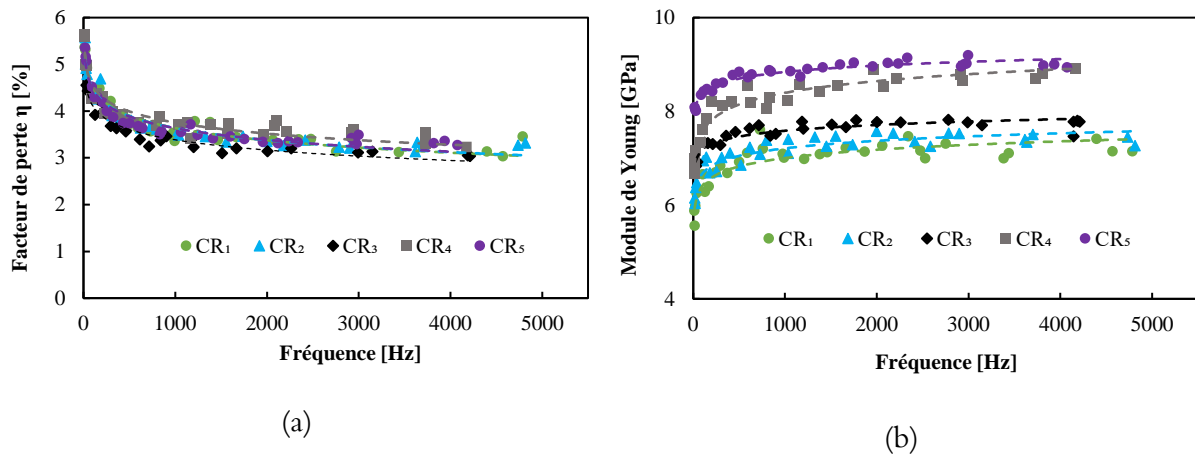 Facteur de perte η [%]
6
5
4
3
2
1
0
CR₁ CR₂ CR₃ CR₄ CR₅
0 1000 2000 3000 4000 5000
Fréquence [Hz]
(a)
Module de Young [GPa]
10
8
6
4
CR₁ CR₂ CR₃ CR₄ CR₅
0 1000 2000 3000 4000 5000
Fréquence [Hz]
(b)